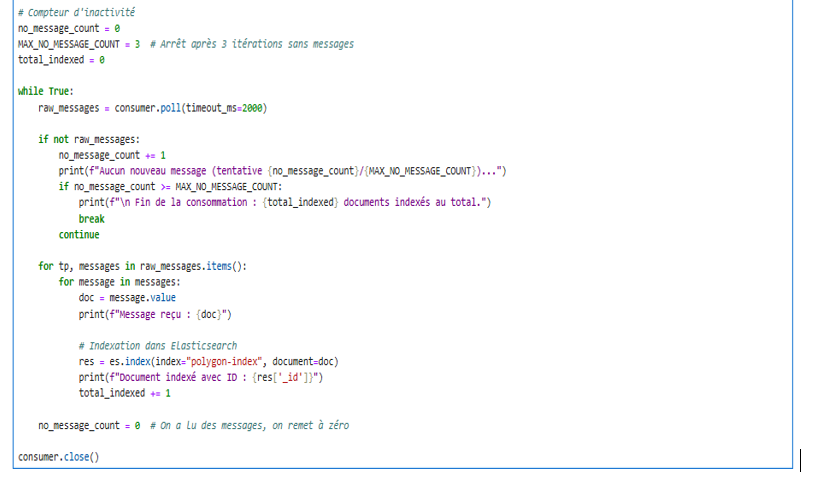 # Compteur d'inactivité
no_message_count = 0
MAX_NO_MESSAGE_COUNT = 3  # Arrêt après 3 itérations sans messages
total_indexed = 0

while True:
    raw_messages = consumer.poll(timeout_ms=2000)

    if not raw_messages:
        no_message_count += 1
        print(f"Aucun nouveau message (tentative {no_message_count}/{MAX_NO_MESSAGE_COUNT})...")
        if no_message_count >= MAX_NO_MESSAGE_COUNT:
            print(f"\n Fin de la consommation : {total_indexed} documents indexés au total.")
            break
        continue

    for tp, messages in raw_messages.items():
        for message in messages:
            doc = message.value
            print(f"Message reçu : {doc}")

            # Indexation dans Elasticsearch
            res = es.index(index="polygon-index", document=doc)
            print(f"Document indexé avec ID : {res['_id']}")
            total_indexed += 1

    no_message_count = 0  # On a lu des messages, on remet à zéro

consumer.close()